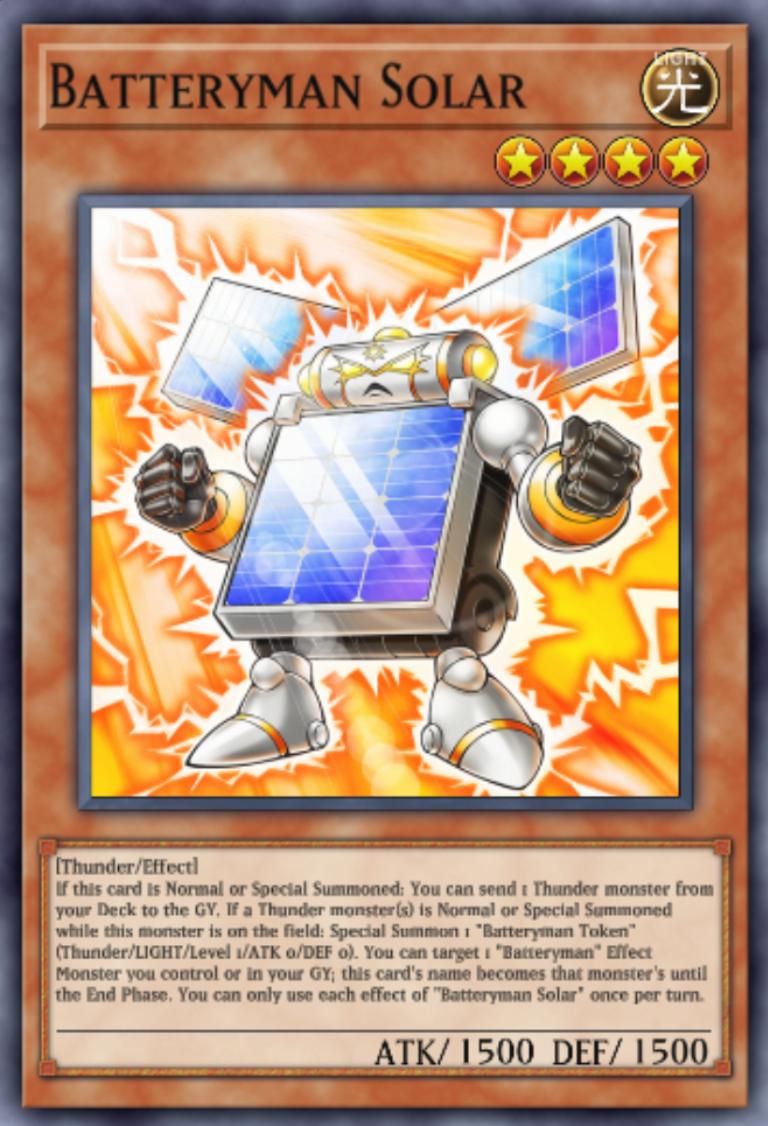 BATTERYMAN SOLAR
LIGHT
光
[Thunder/Effect]
If this card is Normal or Special Summoned: You can send 1 Thunder monster from
your Deck to the GY. If a Thunder monster(s) is Normal or Special Summoned
while this monster is on the field: Special Summon 1 "Batteryman Token"
(Thunder/LIGHT/Level 1/ATK 0/DEF 0). You can target 1 "Batteryman" Effect
Monster you control or in your GY; this card's name becomes that monster's until
the End Phase. You can only use each effect of "Batteryman Solar" once per turn.
ATK/ 1500 DEF/ 1500